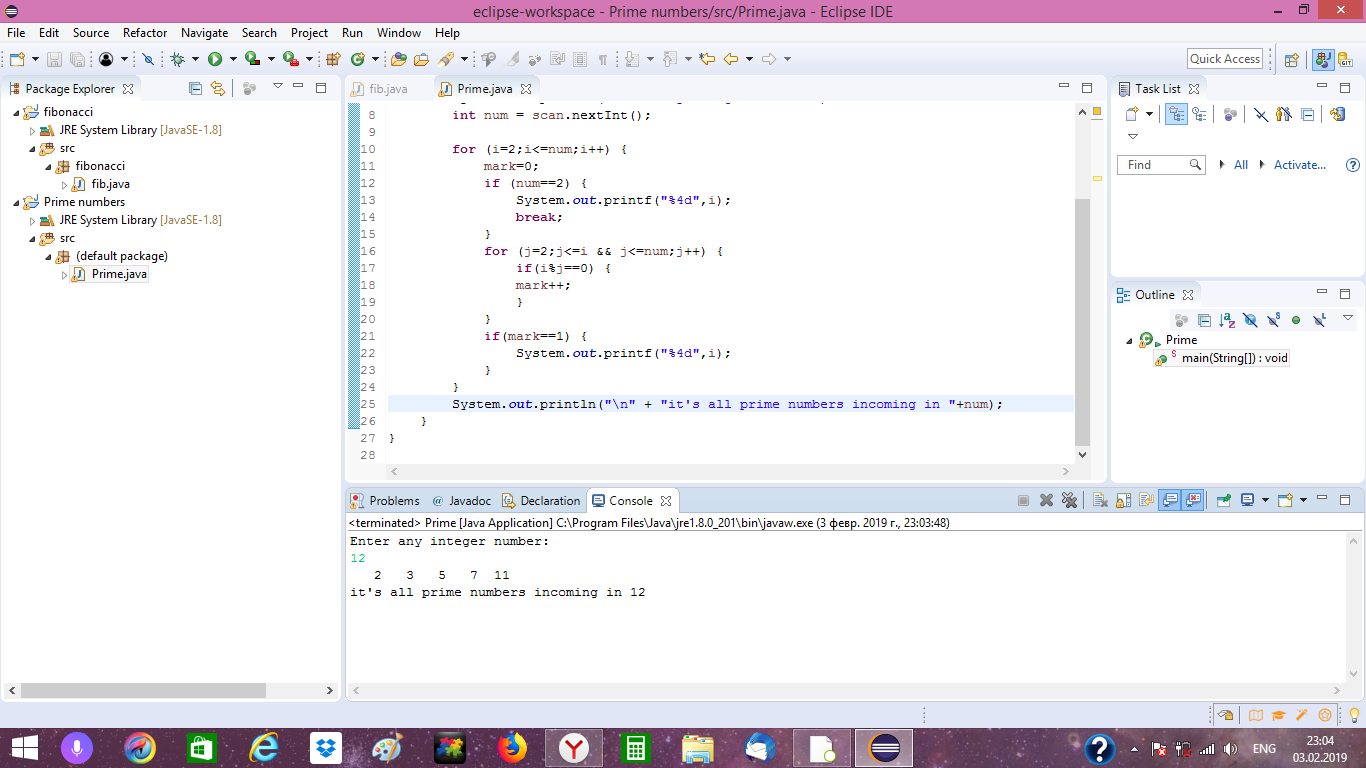 eclipse-workspace - Prime numbers/src/Prime.java - Eclipse IDE
File Edit Source Refactor Navigate Search Project Run Window Help
Quick Access
Package Explorer
fibonacci
JRE System Library [JavaSE-1.8]
src
fibonacci
fib.java
Prime numbers
JRE System Library [JavaSE-1.8]
src
(default package)
Prime.java
fib.java Prime.java
8 int num = scan.nextInt();
9
10 for (i=2;i<=num;i++) {
11 mark=0;
12 if (num==2) {
13 System.out.printf("%4d",i);
14 break;
15 }
16 for (j=2;j<=i && j<=num;j++) {
17 if(i%j==0) {
18 mark++;
19 }
20 }
21 if(mark==1) {
22 System.out.printf("%4d",i);
23 }
24 }
25 System.out.println("\n" + "it's all prime numbers incoming in "+num);
26 }
27 }
28
Task List
Find All Activate...
Outline
Prime
main(String[]) : void
Problems @ Javadoc Declaration Console
<terminated> Prime [Java Application] C:\Program Files\Java\jre1.8.0_201\bin\javaw.exe (3 февр. 2019 г., 23:03:48)
Enter any integer number:
12
2 3 5 7 11
it's all prime numbers incoming in 12
ENG
23:04
03.02.2019